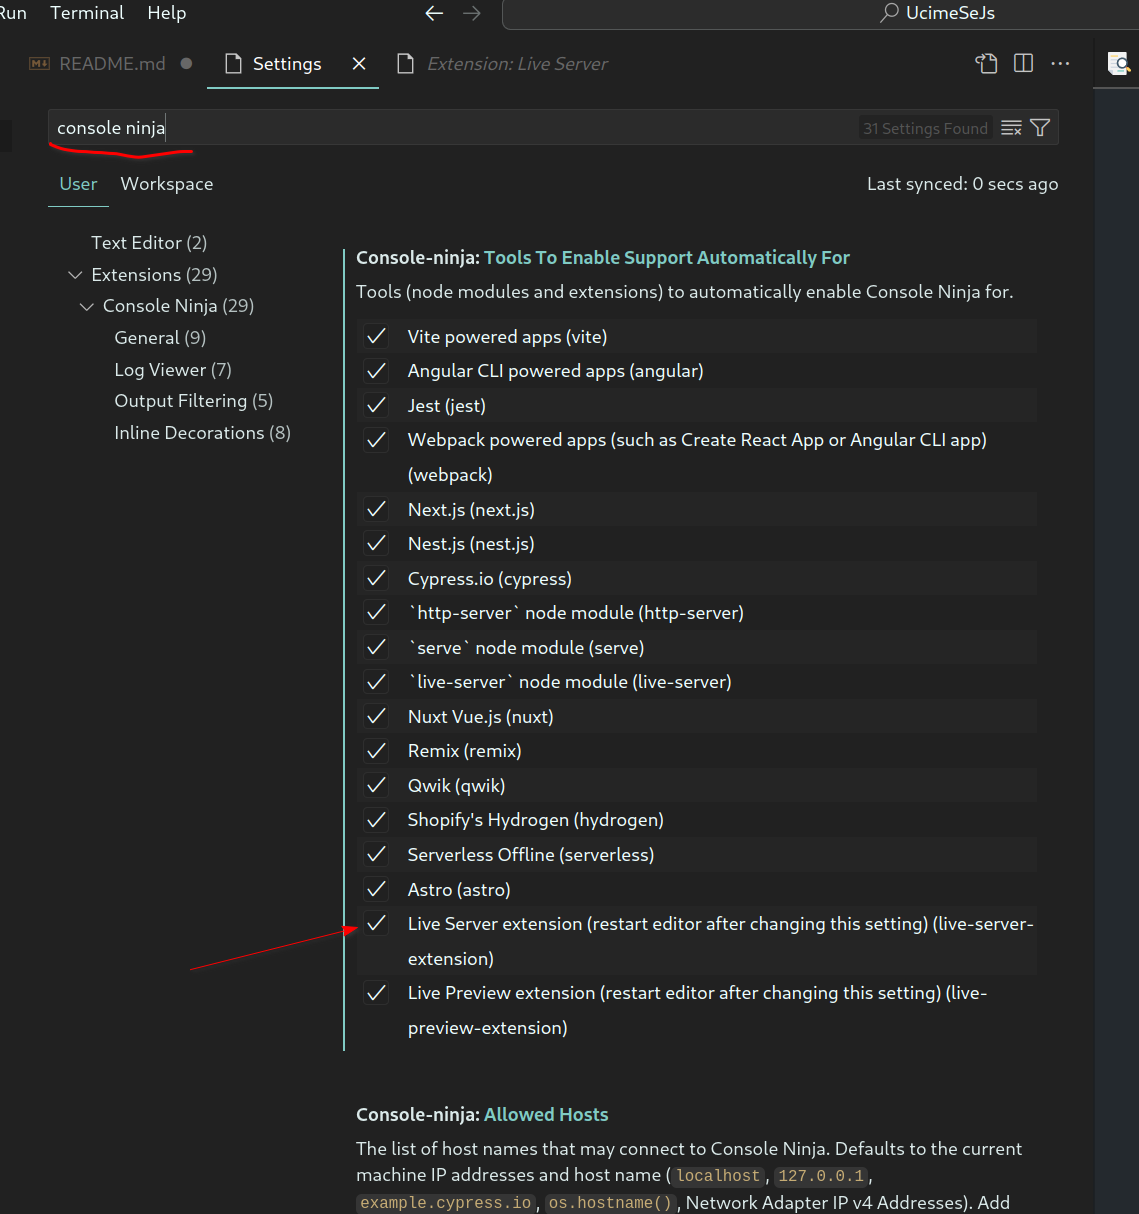 Run Terminal Help
UcimeSeJs
README.md
Settings
Extension: Live Server
console ninja
31 Settings Found
User Workspace
Last synced: 0 secs ago
Text Editor (2)
Extensions (29)
Console Ninja (29)
General (9)
Log Viewer (7)
Output Filtering (5)
Inline Decorations (8)
Console-ninja: Tools To Enable Support Automatically For
Tools (node modules and extensions) to automatically enable Console Ninja for.
Vite powered apps (vite)
Angular CLI powered apps (angular)
Jest (jest)
Webpack powered apps (such as Create React App or Angular CLI app)
(webpack)
Next.js (next.js)
Nest.js (nest.js)
Cypress.io (cypress)
`http-server` node module (http-server)
`serve` node module (serve)
`live-server` node module (live-server)
Nuxt Vue.js (nuxt)
Remix (remix)
Qwik (qwik)
Shopify's Hydrogen (hydrogen)
Serverless Offline (serverless)
Astro (astro)
Live Server extension (restart editor after changing this setting) (live-server-
extension)
Live Preview extension (restart editor after changing this setting) (live-
preview-extension)
Console-ninja: Allowed Hosts
The list of host names that may connect to Console Ninja. Defaults to the current
machine IP addresses and host name (localhost, 127.0.0.1,
example.cypress.io, os.hostname(), Network Adapter IP v4 Addresses). Add